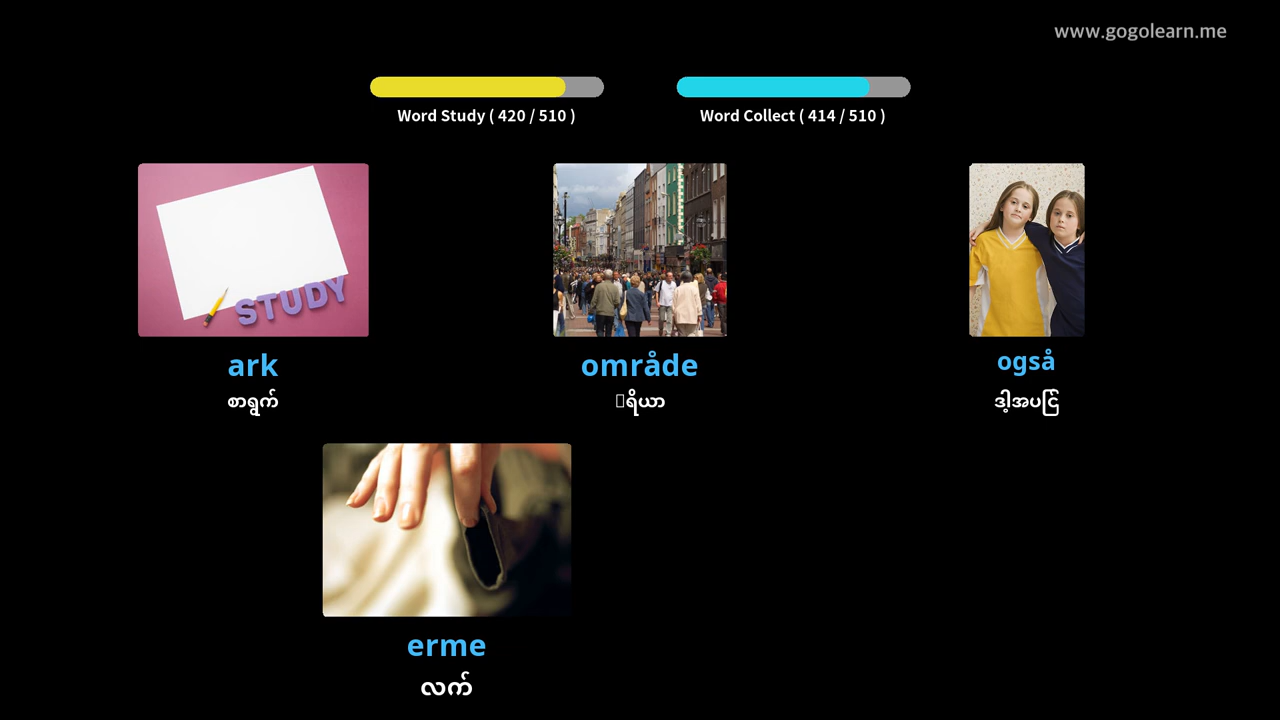 www.gogolearn.me
Word Study ( 420 / 510 )
Word Collect ( 414 / 510 )
STUDY
ark
område
også
စာရွက်
ရိယာ
ဒါ့အပြင်
erme
လက်